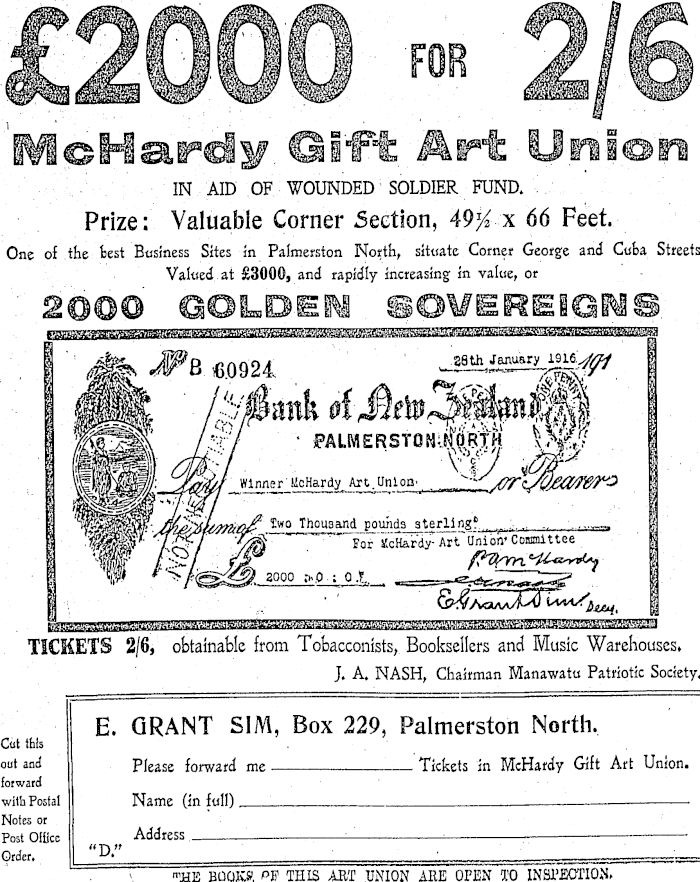 £2000 FOR 2/6
McHardy Gift Art Union
IN AID OF WOUNDED SOLDIER FUND.
Prize: Valuable Corner Section, 49½ x 66 Feet.
One of the best Business Sites in Palmerston North, situate Corner George and Cuba Streets
Valued at £3000, and rapidly increasing in value, or
2000 GOLDEN SOVEREIGNS
No B 60924
28th January 1916 191
Bank of New Zealand
PALMERSTON NORTH
NOT NEGOTIABLE
ONE PENNY
Pay Winner McHardy Art Union or Bearer
the sum of Two Thousand pounds sterling
For McHardy Art Union Committee
£ 2000 : 0 : 0
McHardy
E. Grant Sim. Secy.
TICKETS 2/6, obtainable from Tobacconists, Booksellers and Music Warehouses.
J. A. NASH, Chairman Manawatu Patriotic Society.
Cut this
out and
forward
with Postal
Notes or
Post Office
Order.
E. GRANT SIM, Box 229, Palmerston North.
Please forward me Tickets in McHardy Gift Art Union.
Name (in full)
Address
"D."
THE BOOKS OF THIS ART UNION ARE OPEN TO INSPECTION.